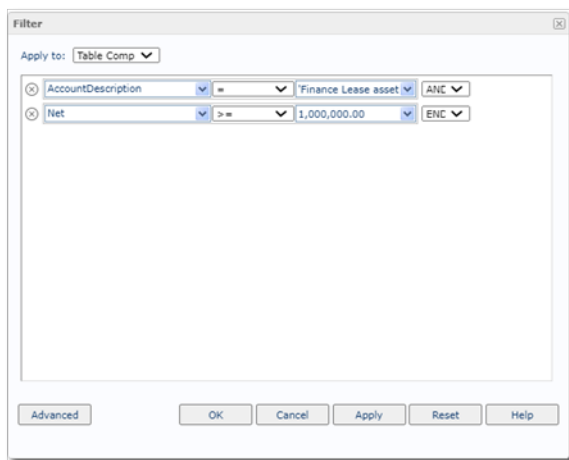 Filter
Apply to: Table Comp
AccountDescription = 'Finance Lease asset AND
Net >= 1,000,000.00 END
Advanced OK Cancel Apply Reset Help